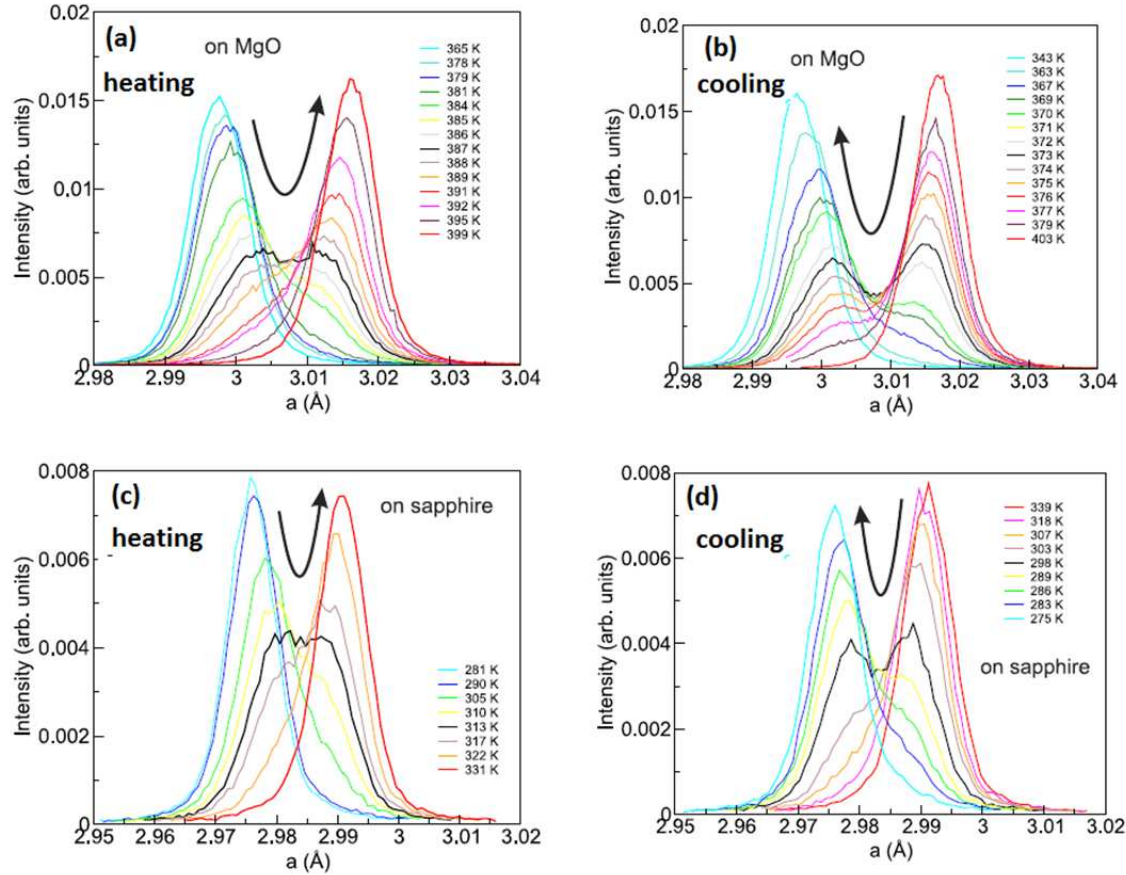 (a)
on MgO
heating
365 K
378 K
379 K
381 K
384 K
385 K
386 K
387 K
388 K
389 K
391 K
392 K
395 K
399 K
Intensity (arb. units)
0.02
0.015
0.01
0.005
0
2.98
2.99
3
3.01
3.02
3.03
3.04
a (Å)
(b)
on MgO
cooling
343 K
363 K
367 K
369 K
370 K
371 K
372 K
373 K
374 K
375 K
376 K
377 K
379 K
403 K
Intensity (arb. units)
0.02
0.015
0.01
0.005
0
2.98
2.99
3
3.01
3.02
3.03
3.04
a (Å)
(c)
on sapphire
heating
281 K
290 K
305 K
310 K
313 K
317 K
322 K
331 K
Intensity (arb. units)
0.008
0.006
0.004
0.002
0
2.95
2.96
2.97
2.98
2.99
3
3.01
3.02
a (Å)
(d)
cooling
339 K
318 K
307 K
303 K
298 K
289 K
286 K
283 K
275 K
on sapphire
Intensity (arb. units)
0.008
0.006
0.004
0.002
0
2.95
2.96
2.97
2.98
2.99
3
3.01
3.02
a (Å)